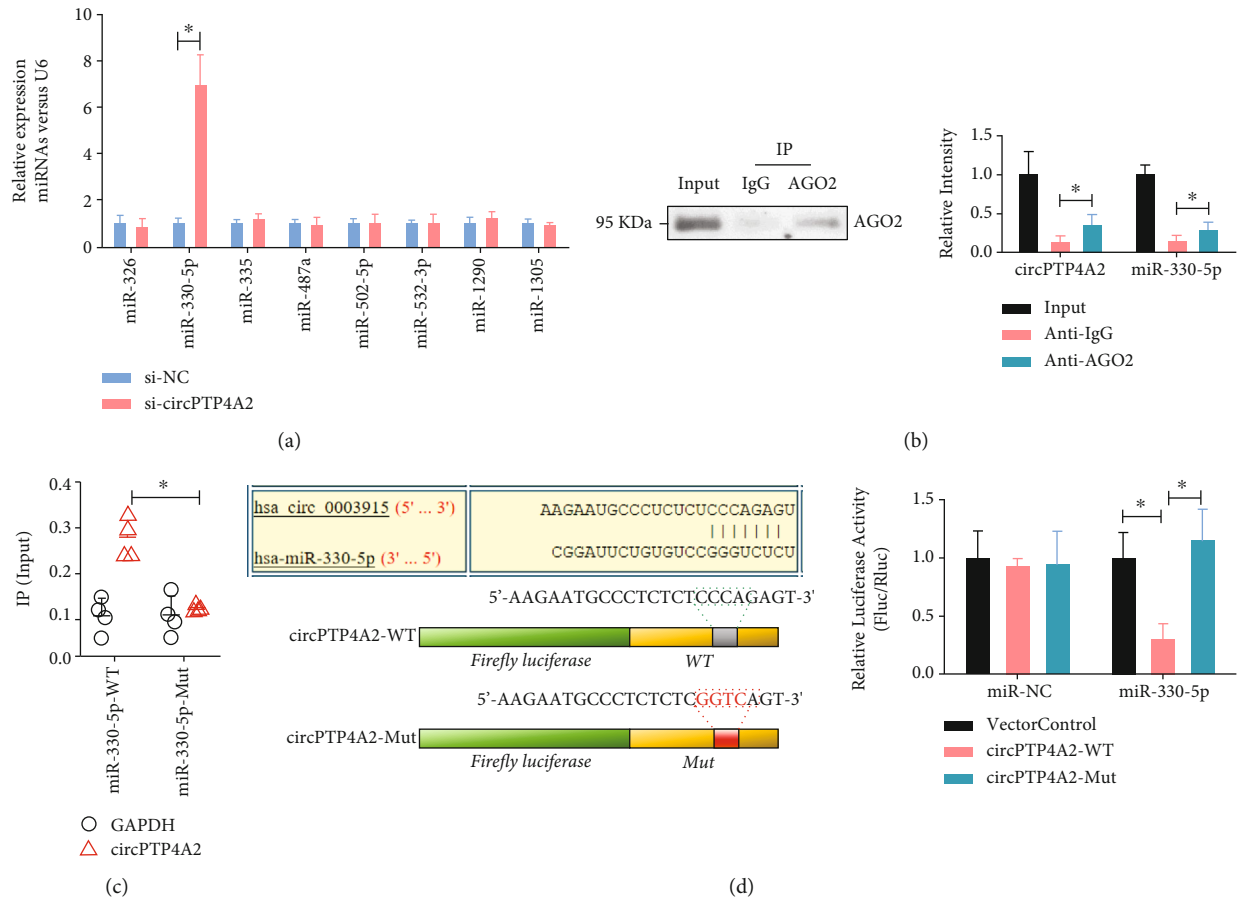 10
8
6
4
2
0
Relative expression
miRNAs versus U6
*
miR-326
miR-330-5p
miR-335
miR-487a
miR-502-5p
miR-532-3p
miR-1290
miR-1305
si-NC
si-circPTP4A2
(a)
IP
Input
IgG
AGO2
95 KDa
AGO2
Relative Intensity
1.5
1.0
0.5
0.0
*
*
circPTP4A2
miR-330-5p
Input
Anti-IgG
Anti-AGO2
(b)
IP (Input)
0.4
0.3
0.2
0.1
0.0
*
miR-330-5p-WT
miR-330-5p-Mut
GAPDH
circPTP4A2
(c)
hsa_circ_0003915 (5' ... 3')
AAGAAUGCCCUCUCUCCCAGAGU
| | | | | | |
hsa-miR-330-5p (3' ... 5')
CGGAUUCUGUGUCCGGGUCUCU
5'-AAGAATGCCCTCTCTCCCAGAGT-3'
circPTP4A2-WT
Firefly luciferase
WT
5'-AAGAATGCCCTCTCTCGGTCAGT-3'
circPTP4A2-Mut
Firefly luciferase
Mut
Relative Luciferase Activity
(Fluc/Rluc)
1.5
1.0
0.5
0.0
*
*
miR-NC
miR-330-5p
VectorControl
circPTP4A2-WT
circPTP4A2-Mut
(d)